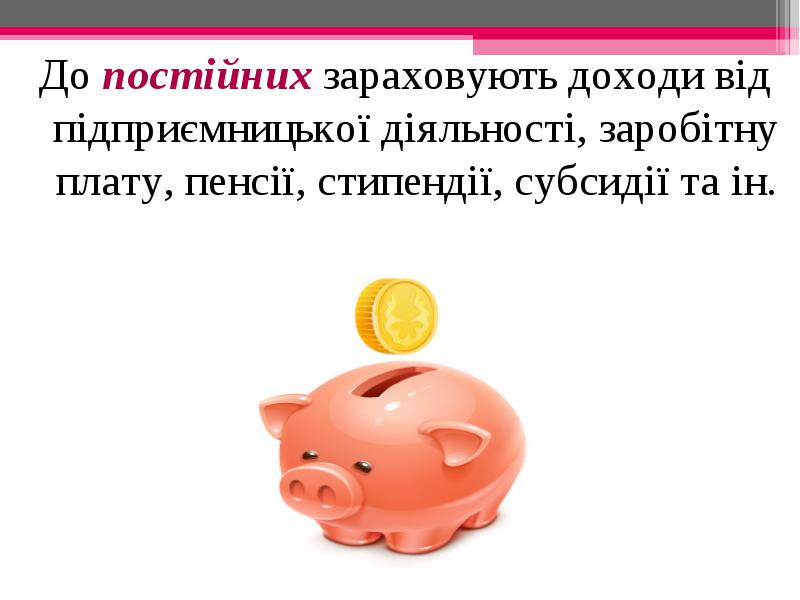 До постійних зараховують доходи від
підприємницької діяльності, заробітну
плату, пенсії, стипендії, субсидії та ін.